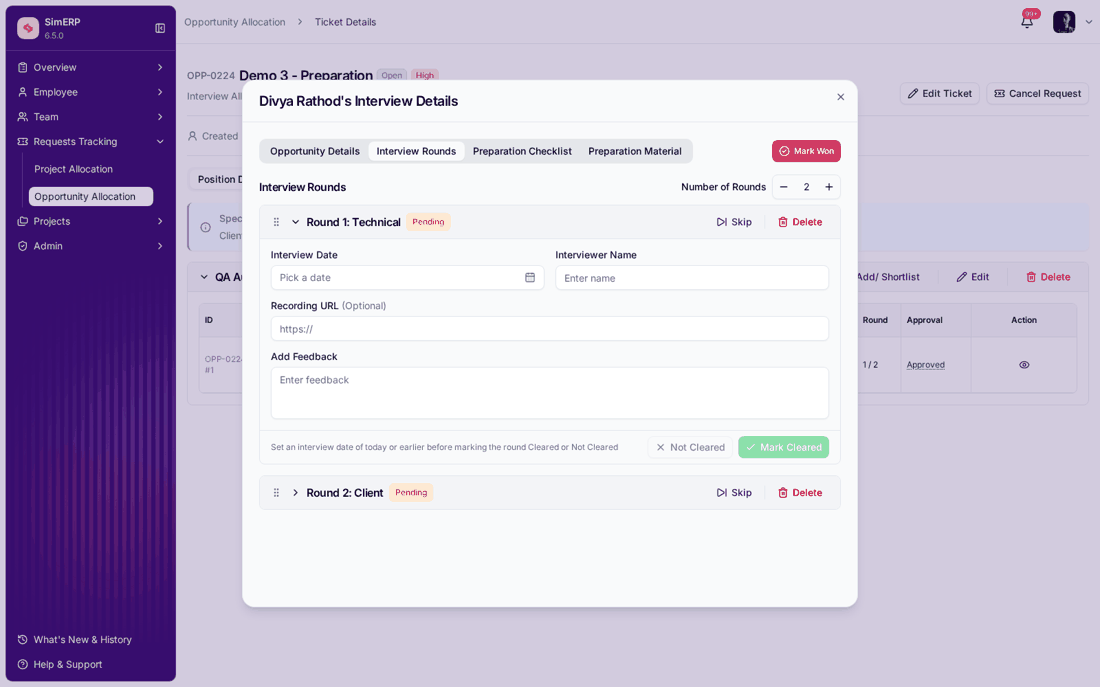 SimERP
6.5.0
Overview
Employee
Team
Requests Tracking
Project Allocation
Opportunity Allocation
Projects
Admin
What's New & History
Help & Support
Opportunity Allocation > Ticket Details
99+
OPP-0224 Demo 3 - Preparation Open High
Interview All
Edit Ticket
Cancel Request
Created
Position D
Spec
Client
QA A
Add/ Shortlist
Edit
Delete
ID
Round
Approval
Action
OPP-0224
#1
1 / 2
Approved
Divya Rathod's Interview Details
Opportunity Details
Interview Rounds
Preparation Checklist
Preparation Material
Mark Won
Interview Rounds
Number of Rounds
2
Round 1: Technical Pending
Skip
Delete
Interview Date
Interviewer Name
Pick a date
Enter name
Recording URL (Optional)
https://
Add Feedback
Enter feedback
Set an interview date of today or earlier before marking the round Cleared or Not Cleared
Not Cleared
Mark Cleared
Round 2: Client Pending
Skip
Delete